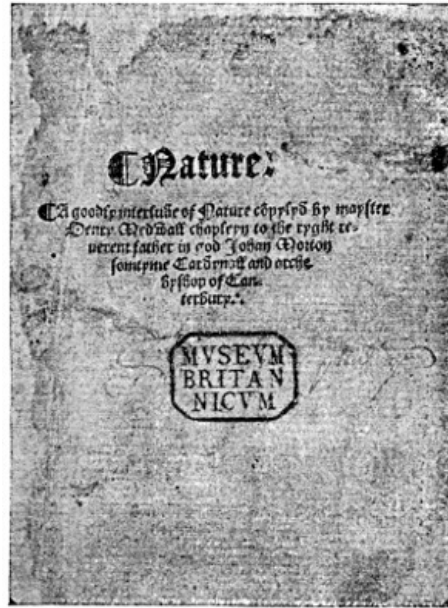 ¶Nature.
¶A goodly interlude of Nature cōpylyd by mayster
Henry Medwall chapleyn to the ryght re-
uerent father in god Johan Morton
somtyme Cardynall and arche
byshop of Can-
terbury.
MVSEVM
BRITAN
NICVM